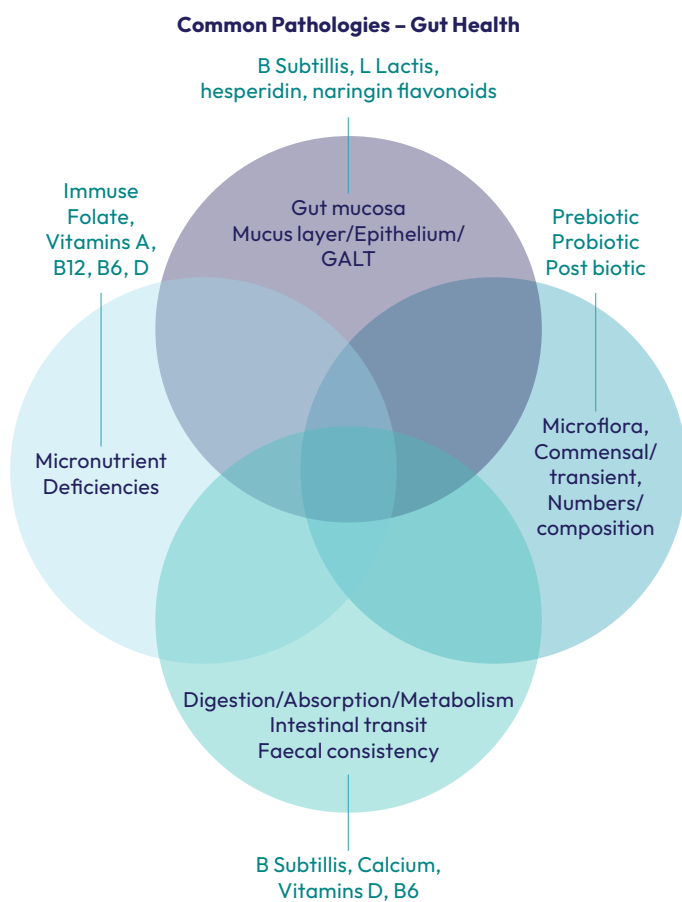 Common Pathologies – Gut Health
B Subtillis, L Lactis,
hesperidin, naringin flavonoids
Immuse
Folate,
Vitamins A,
B12, B6, D
Gut mucosa
Mucus layer/Epithelium/
GALT
Prebiotic
Probiotic
Post biotic
Micronutrient
Deficiencies
Microflora,
Commensal/
transient,
Numbers/
composition
Digestion/Absorption/Metabolism
Intestinal transit
Faecal consistency
B Subtillis, Calcium,
Vitamins D, B6